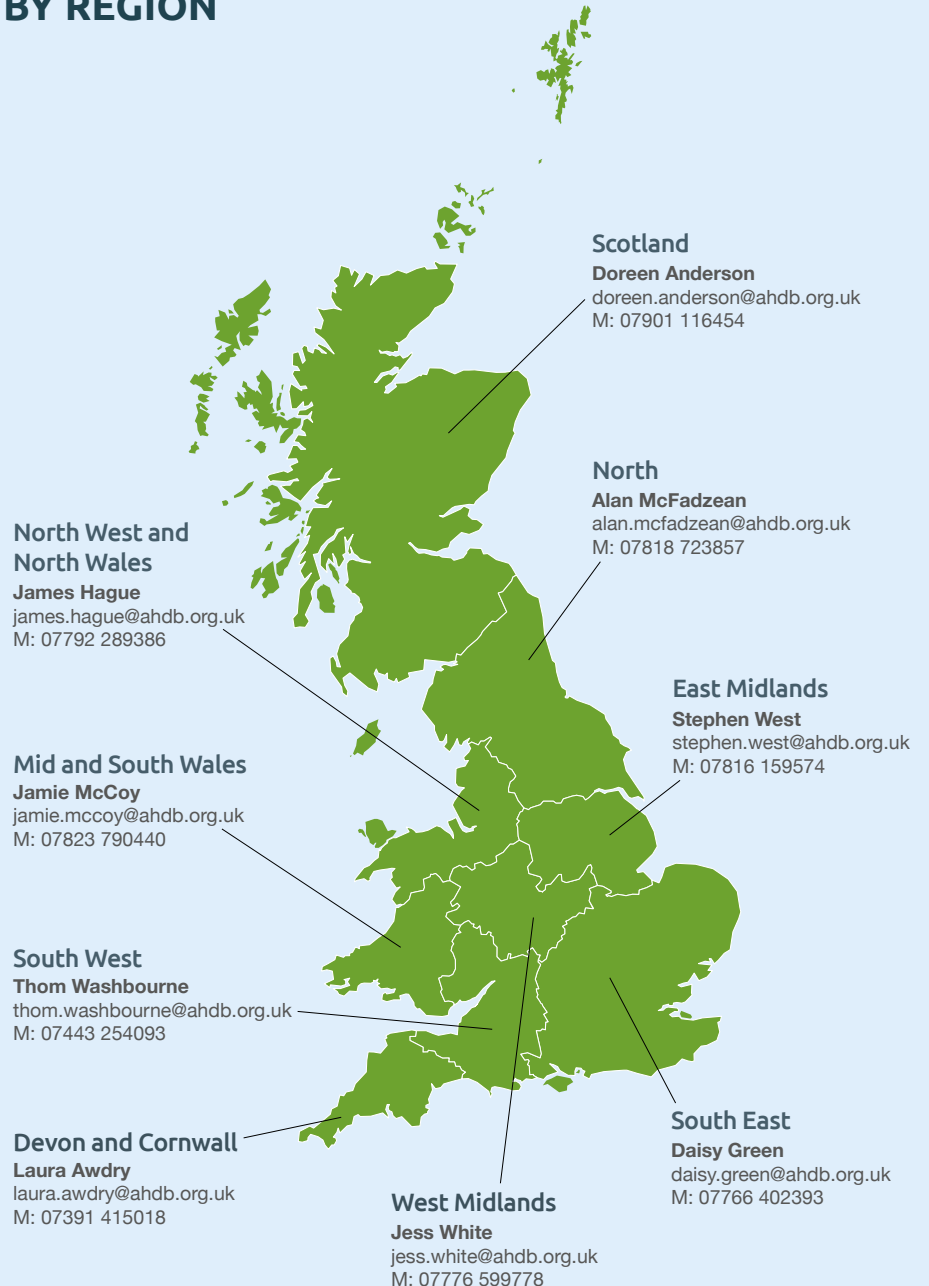 BY REGION
Scotland
Doreen Anderson
doreen.anderson@ahdb.org.uk
M: 07901 116454
North
Alan McFadzean
alan.mcfadzean@ahdb.org.uk
M: 07818 723857
North West and
North Wales
James Hague
james.hague@ahdb.org.uk
M: 07792 289386
East Midlands
Stephen West
stephen.west@ahdb.org.uk
M: 07816 159574
Mid and South Wales
Jamie McCoy
jamie.mccoy@ahdb.org.uk
M: 07823 790440
South West
Thom Washbourne
thom.washbourne@ahdb.org.uk
M: 07443 254093
Devon and Cornwall
Laura Awdry
laura.awdry@ahdb.org.uk
M: 07391 415018
South East
Daisy Green
daisy.green@ahdb.org.uk
M: 07766 402393
West Midlands
Jess White
jess.white@ahdb.org.uk
M: 07776 599778